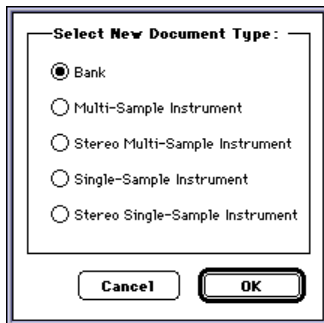 Select New Document Type:
Bank
Multi-Sample Instrument
Stereo Multi-Sample Instrument
Single-Sample Instrument
Stereo Single-Sample Instrument
Cancel OK